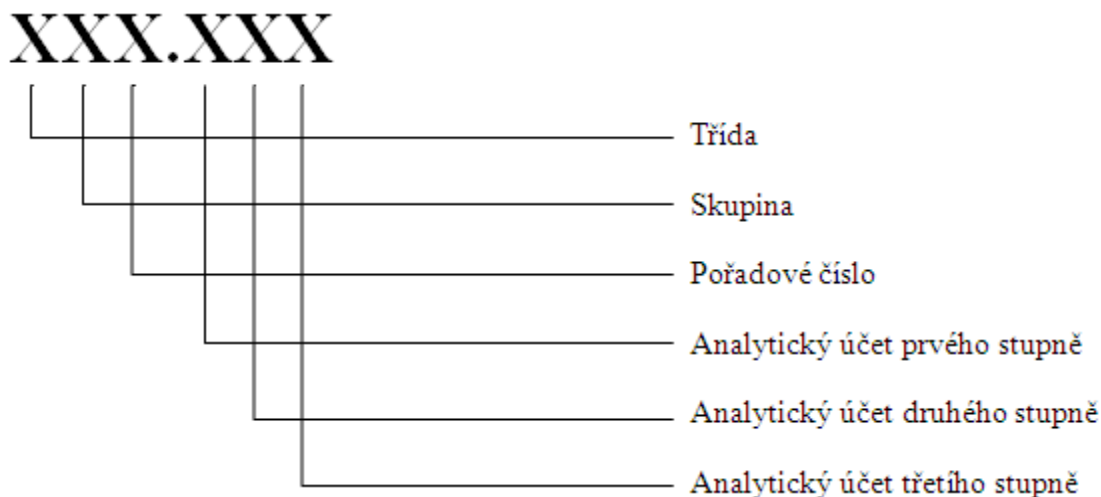 XXX.XXX
Třída
Skupina
Pořadové číslo
Analytický účet prvého stupně
Analytický účet druhého stupně
Analytický účet třetího stupně